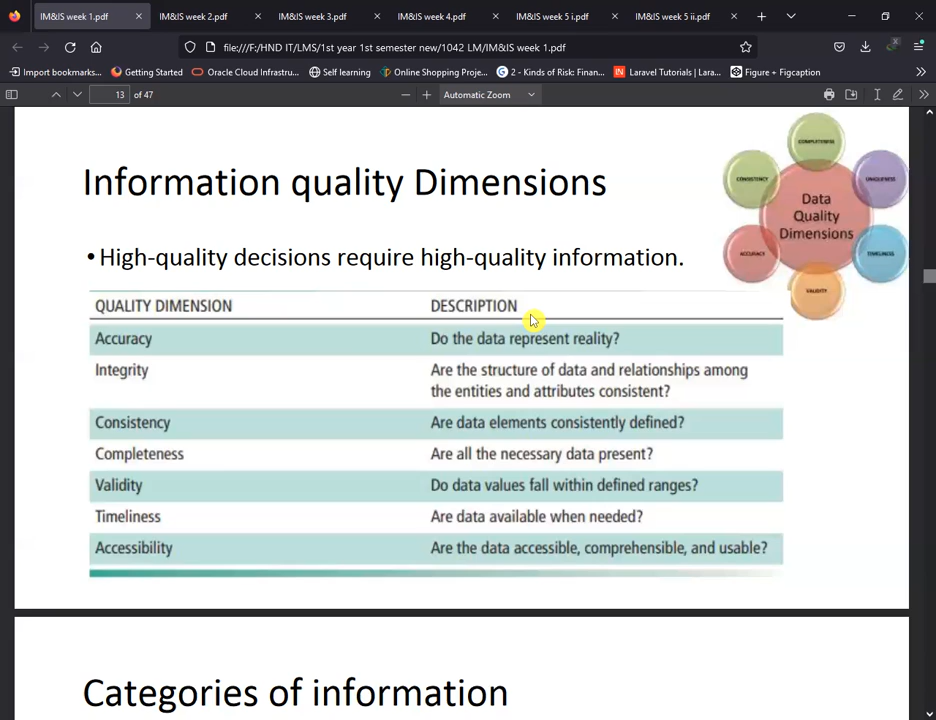 IM&IS week 1.pdf
IM&IS week 2.pdf
IM&IS week 3.pdf
IM&IS week 4.pdf
IM&IS week 5 i.pdf
IM&IS week 5 ii.pdf
file:///F:/HND IT/LMS/1st year 1st semester new/1042 LM/IM&IS week 1.pdf
Import bookmarks...
Getting Started
Oracle Cloud Infrastru...
Self learning
Online Shopping Proje...
2 - Kinds of Risk: Finan...
Laravel Tutorials | Lara...
Figure + Figcaption
13 of 47
Automatic Zoom
Information quality Dimensions
COMPLETENESS
CONSISTENCY
UNIQUENESS
Data
Quality
Dimensions
ACCURACY
TIMELINESS
VALIDITY
• High-quality decisions require high-quality information.
QUALITY DIMENSION DESCRIPTION
Accuracy Do the data represent reality?
Integrity Are the structure of data and relationships among
the entities and attributes consistent?
Consistency Are data elements consistently defined?
Completeness Are all the necessary data present?
Validity Do data values fall within defined ranges?
Timeliness Are data available when needed?
Accessibility Are the data accessible, comprehensible, and usable?
Categories of information